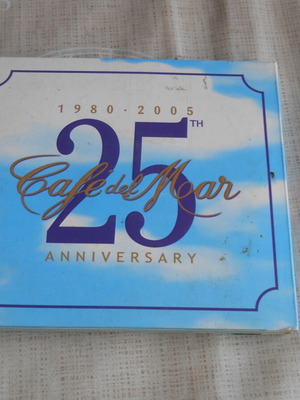 1980 - 2005
25TH
Café del Mar
ANNIVERSARY